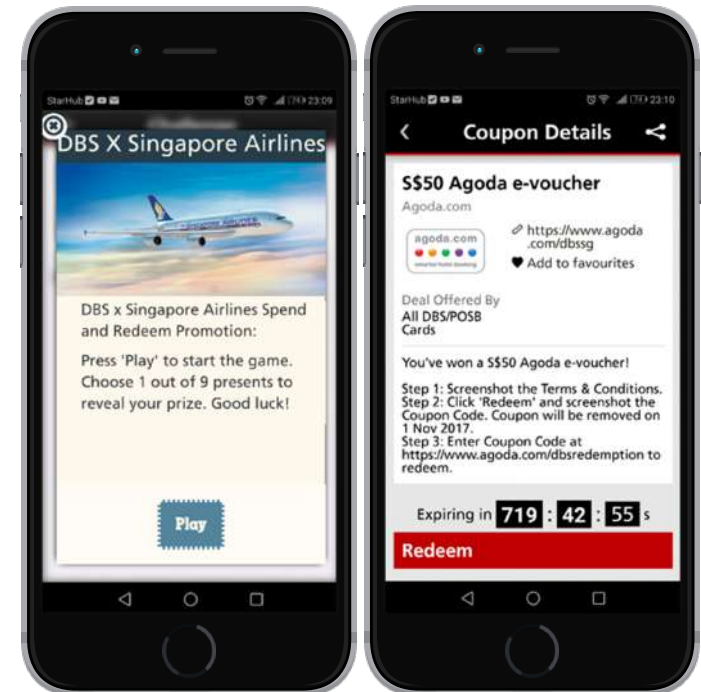 StarHub 74% 23:09
DBS X Singapore Airlines
DBS x Singapore Airlines Spend
and Redeem Promotion:
Press 'Play' to start the game.
Choose 1 out of 9 presents to
reveal your prize. Good luck!
Play
StarHub 23:10
Coupon Details
S$50 Agoda e-voucher
Agoda.com
agoda.com
smarter hotel booking
https://www.agoda
.com/dbssg
Add to favourites
Deal Offered By
All DBS/POSB
Cards
You've won a S$50 Agoda e-voucher!
Step 1: Screenshot the Terms & Conditions.
Step 2: Click 'Redeem' and screenshot the
Coupon Code. Coupon will be removed on
1 Nov 2017.
Step 3: Enter Coupon Code at
https://www.agoda.com/dbsredemption to
redeem.
Expiring in 719 : 42 : 55 s
Redeem